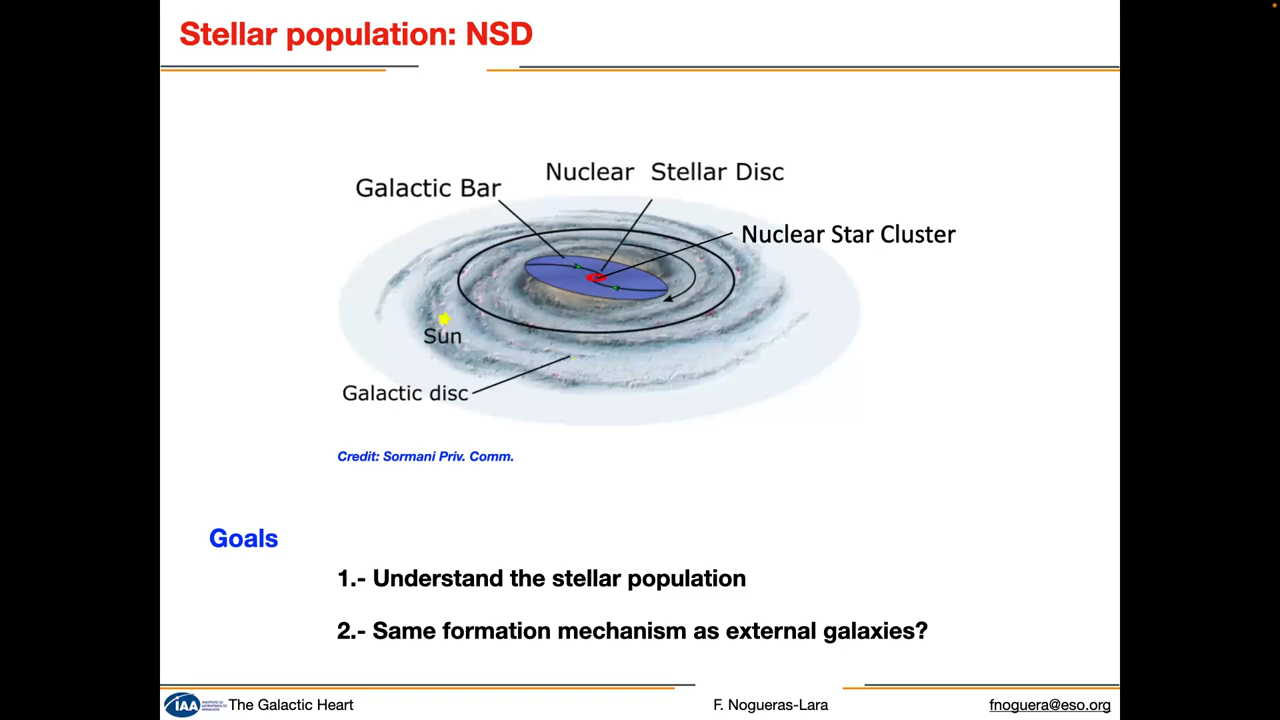 Stellar population: NSD
Nuclear Stellar Disc
Galactic Bar
Nuclear Star Cluster
Sun
Galactic disc
Credit: Sormani Priv. Comm.
Goals
1.- Understand the stellar population
2.- Same formation mechanism as external galaxies?
IAA The Galactic Heart F. Nogueras-Lara fnoguera@eso.org